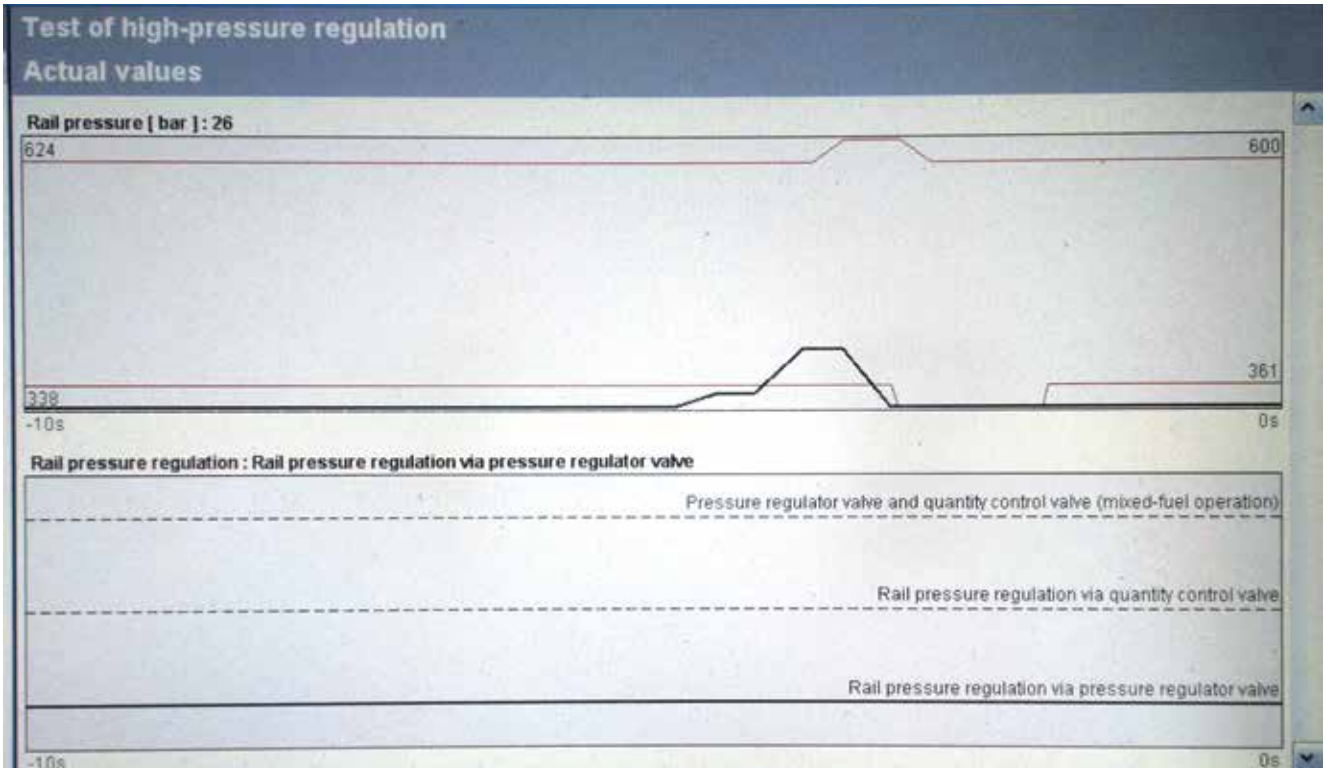 Test of high-pressure regulation
Actual values
Rail pressure [ bar ] : 26
624
600
361
338
-10s
0s
Rail pressure regulation : Rail pressure regulation via pressure regulator valve
Pressure regulator valve and quantity control valve (mixed-fuel operation)
Rail pressure regulation via quantity control valve
Rail pressure regulation via pressure regulator valve
-10s
0s